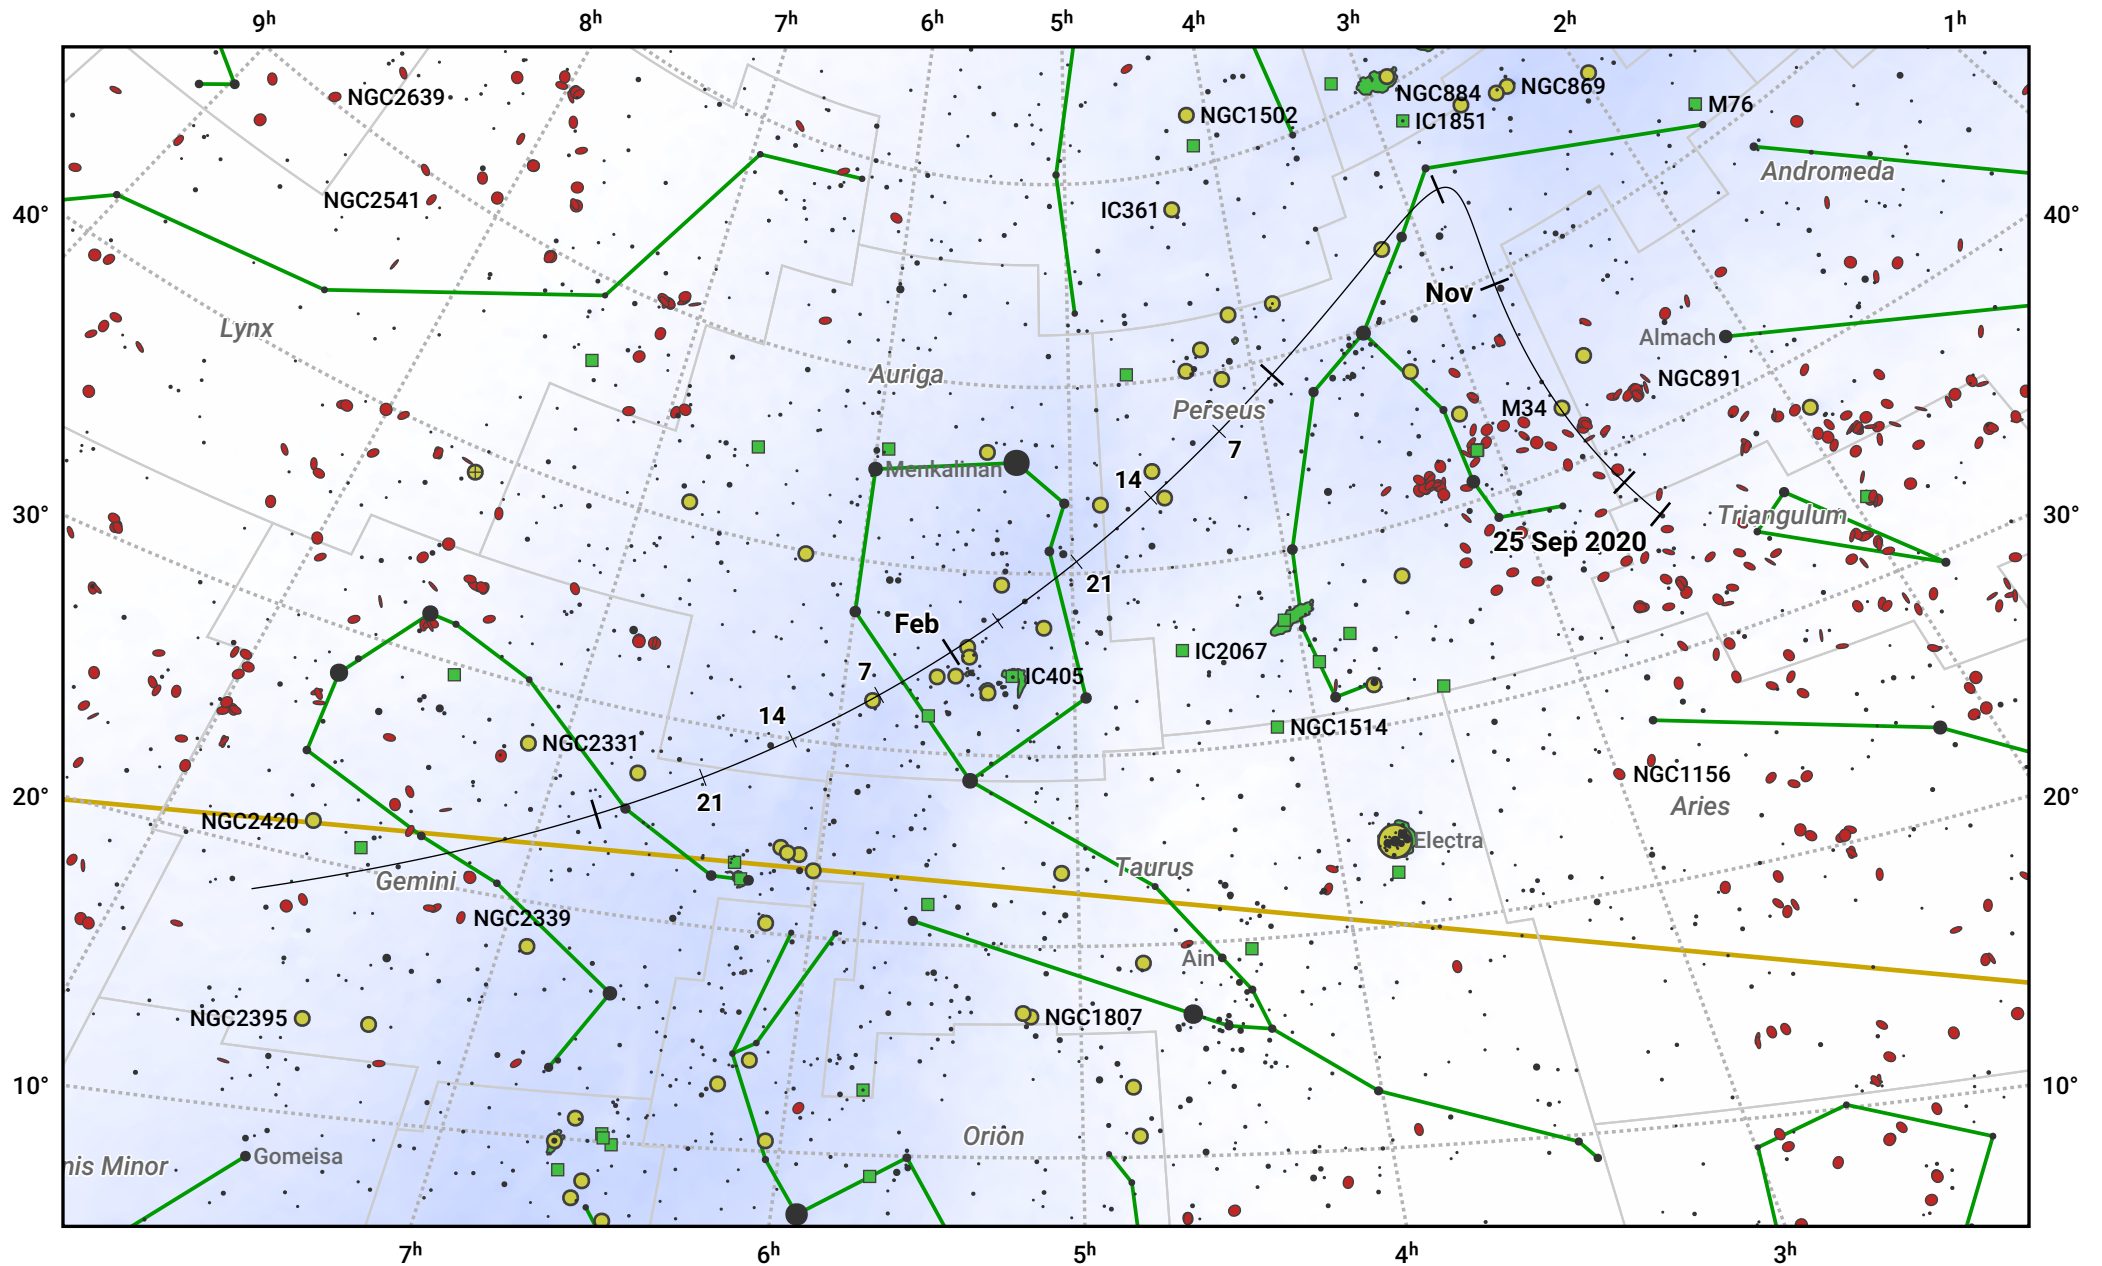 9ʰ 8ʰ 7ʰ 6ʰ 5ʰ 4ʰ 3ʰ 2ʰ 1ʰ
NGC2639
NGC884
NGC869
M76
NGC1502
IC1851
Andromeda
NGC2541
IC361
40°
40°
Nov
Lynx
Almach
Auriga
NGC891
Perseus
M34
7
Menkalinan
14
30°
Triangulum
30°
25 Sep 2020
21
Feb
IC2067
7
IC405
14
NGC1514
NGC2331
NGC1156
20°
21
Aries
20°
NGC2420
Electra
Taurus
Gemini
NGC2339
Ain
NGC2395
NGC1807
10°
10°
Orion
Gomeisa
nis Minor
7ʰ 6ʰ 5ʰ 4ʰ 3ʰ